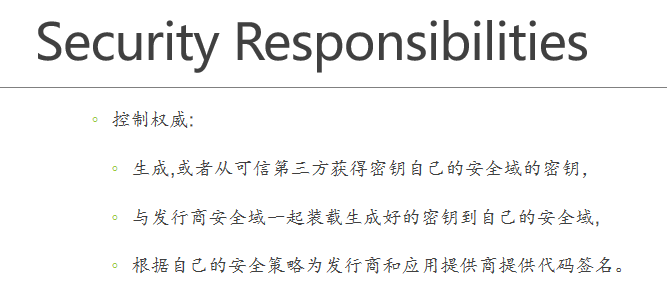 Security Responsibilities
控制权威:
生成,或者从可信第三方获得密钥自己的安全域的密钥,
与发行商安全域一起装载生成好的密钥到自己的安全域,
根据自己的安全策略为发行商和应用提供商提供代码签名。